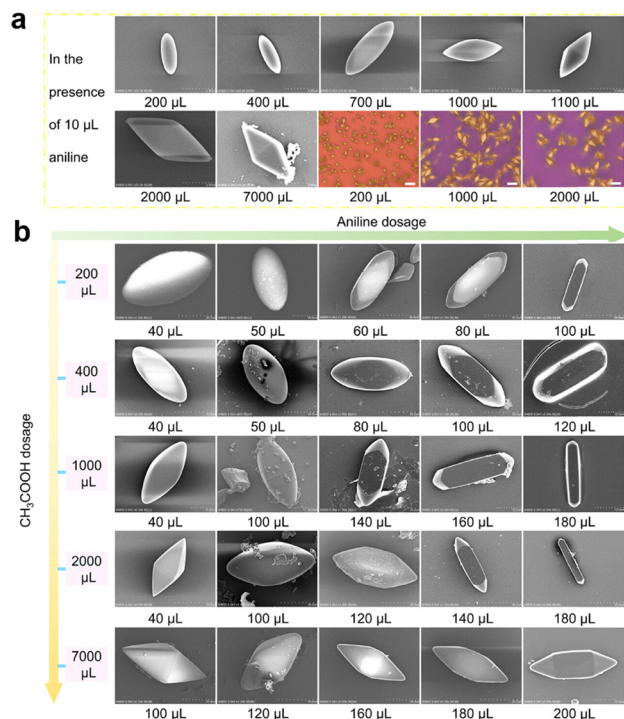 a
In the
presence
of 10 μL
aniline
200 μL 400 μL 700 μL 1000 μL 1100 μL
2000 μL 7000 μL 200 μL 1000 μL 2000 μL
b
Aniline dosage
CH₃COOH dosage
200
μL
40 μL 50 μL 60 μL 80 μL 100 μL
400
μL
40 μL 50 μL 80 μL 100 μL 120 μL
1000
μL
40 μL 100 μL 140 μL 160 μL 180 μL
2000
μL
40 μL 100 μL 120 μL 140 μL 180 μL
7000
μL
100 μL 120 μL 160 μL 180 μL 200 μL